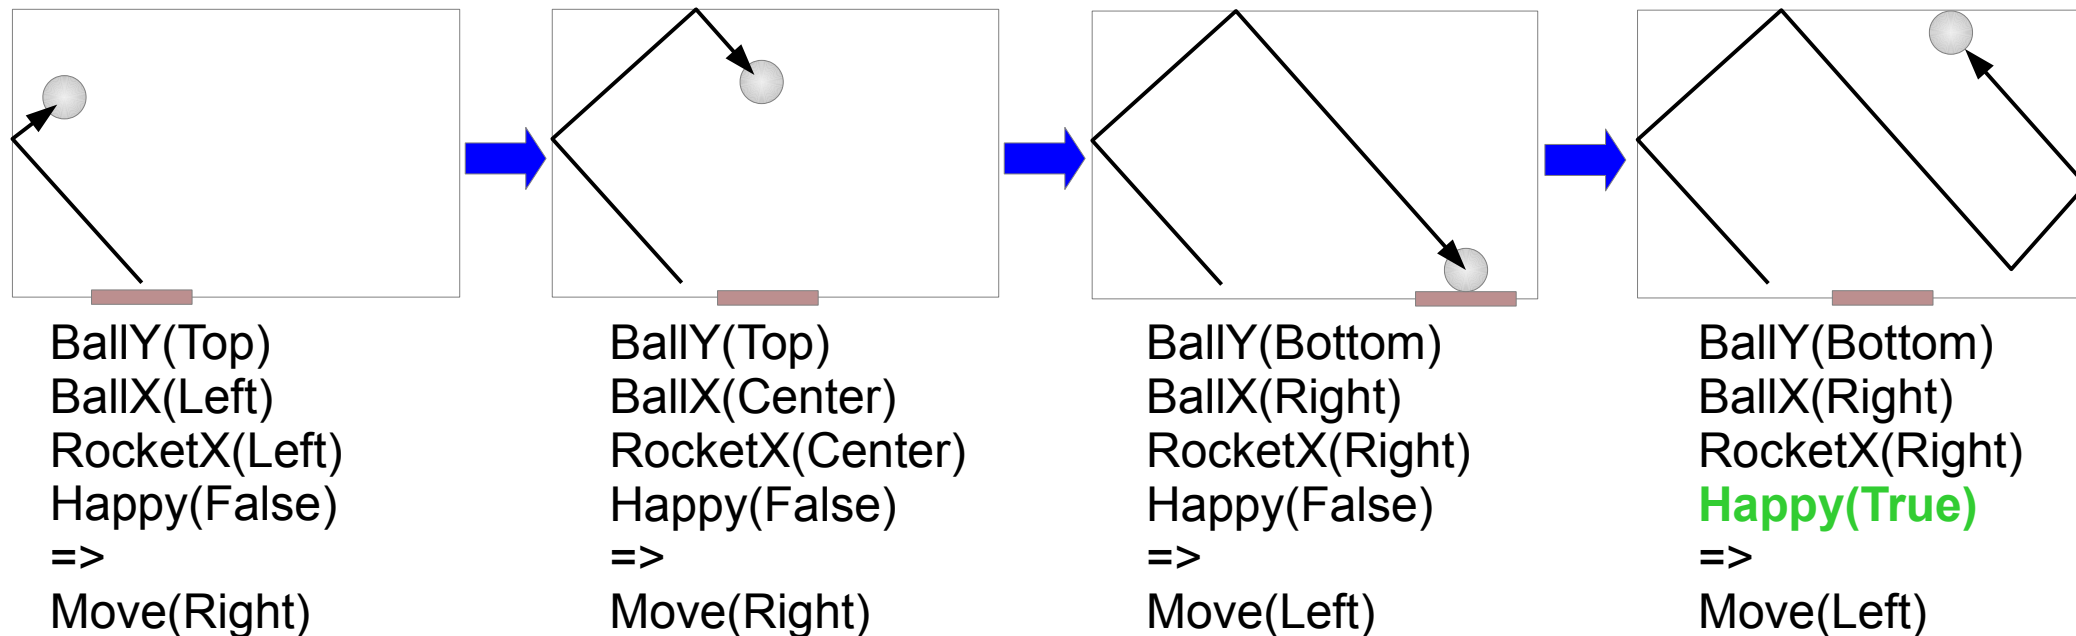 BallY(Top)
BallX(Left)
RocketX(Left)
Happy(False)
=>
Move(Right)
BallY(Top)
BallX(Center)
RocketX(Center)
Happy(False)
=>
Move(Right)
BallY(Bottom)
BallX(Right)
RocketX(Right)
Happy(False)
=>
Move(Left)
BallY(Bottom)
BallX(Right)
RocketX(Right)
Happy(True)
=>
Move(Left)